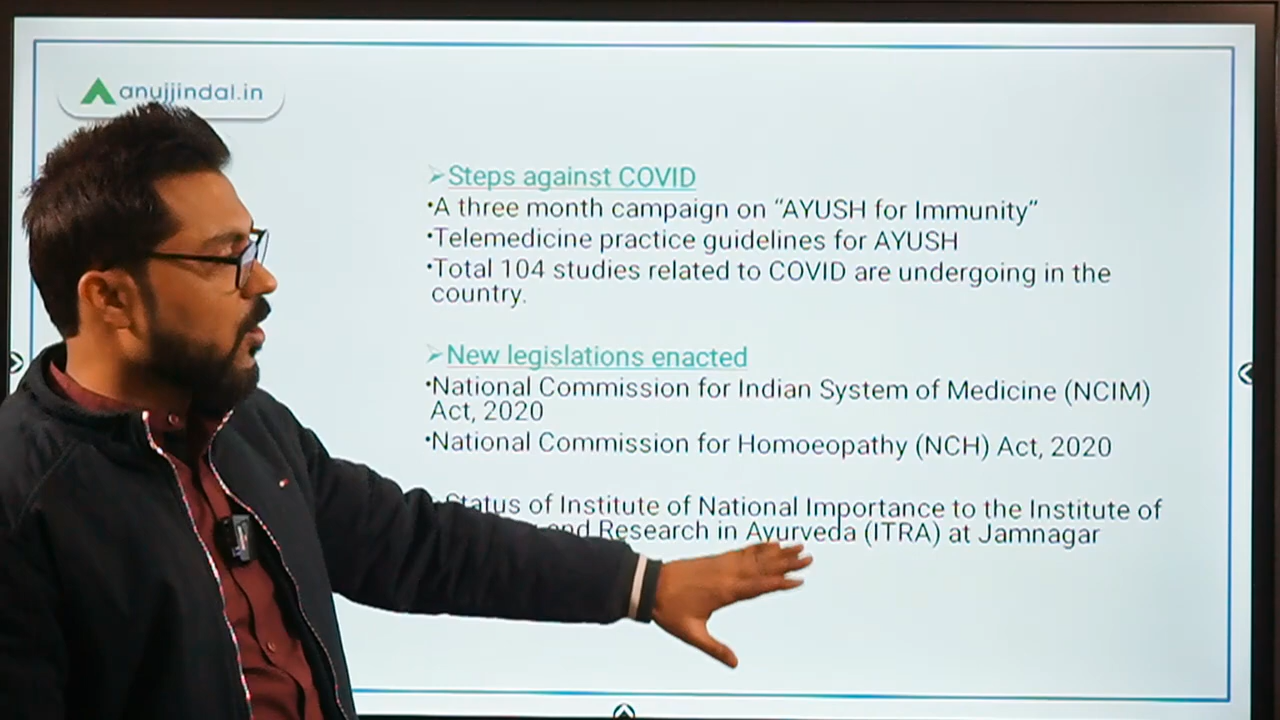 anujjindal.in
➢Steps against COVID
•A three month campaign on “AYUSH for Immunity”
•Telemedicine practice guidelines for AYUSH
•Total 104 studies related to COVID are undergoing in the
country.
➢New legislations enacted
•National Commission for Indian System of Medicine (NCIM)
Act, 2020
•National Commission for Homoeopathy (NCH) Act, 2020
Status of Institute of National Importance to the Institute of
and Research in Ayurveda (ITRA) at Jamnagar